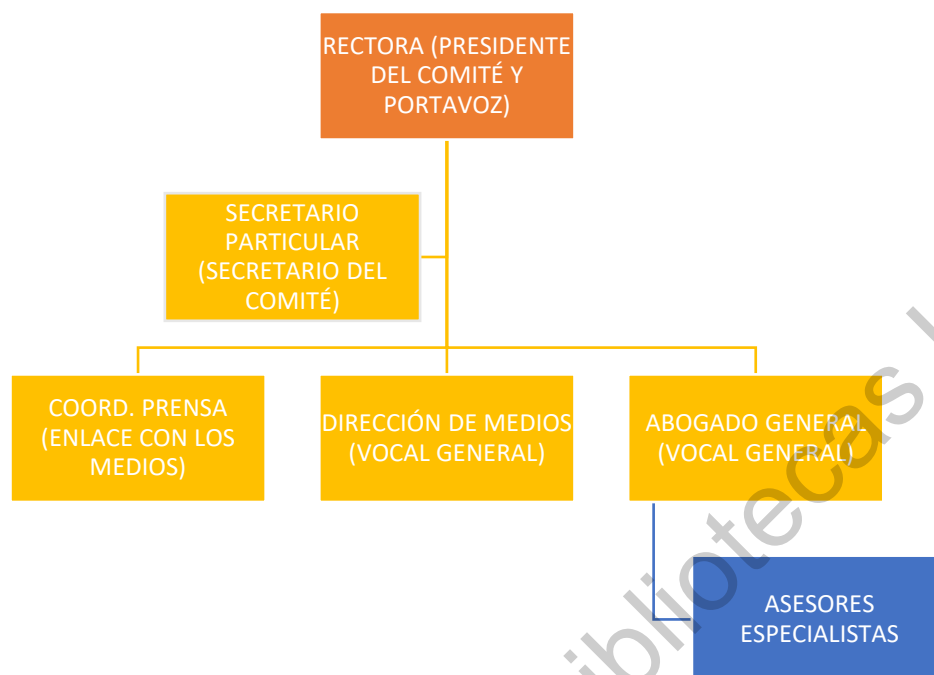 RECTORA (PRESIDENTE
DEL COMITÉ Y
PORTAVOZ)
SECRETARIO
PARTICULAR
(SECRETARIO DEL
COMITÉ)
COORD. PRENSA
(ENLACE CON LOS
MEDIOS)
DIRECCIÓN DE MEDIOS
(VOCAL GENERAL)
ABOGADO GENERAL
(VOCAL GENERAL)
ASESORES
ESPECIALISTAS